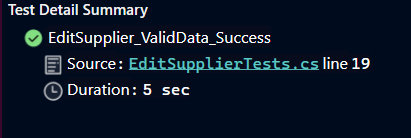 Test Detail Summary
EditSupplier_ValidData_Success
Source: EditSupplierTests.cs line 19
Duration: 5 sec